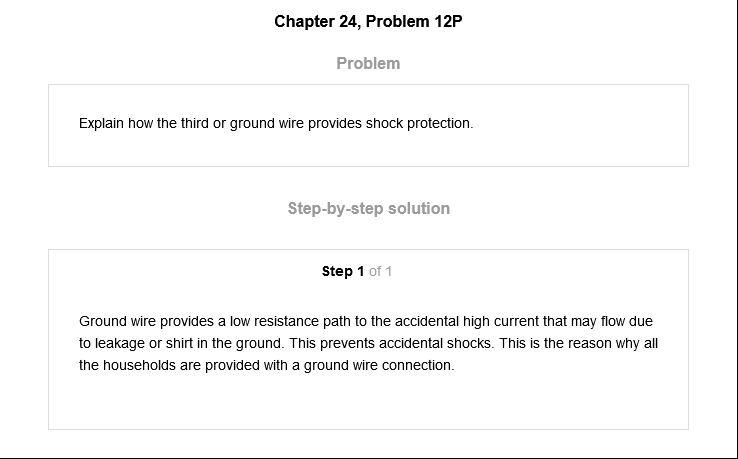 Chapter 24, Problem 12P
Problem
Explain how the third or ground wire provides shock protection.
Step-by-step solution
Step 1 of 1
Ground wire provides a low resistance path to the accidental high current that may flow due
to leakage or shirt in the ground. This prevents accidental shocks. This is the reason why all
the households are provided with a ground wire connection.